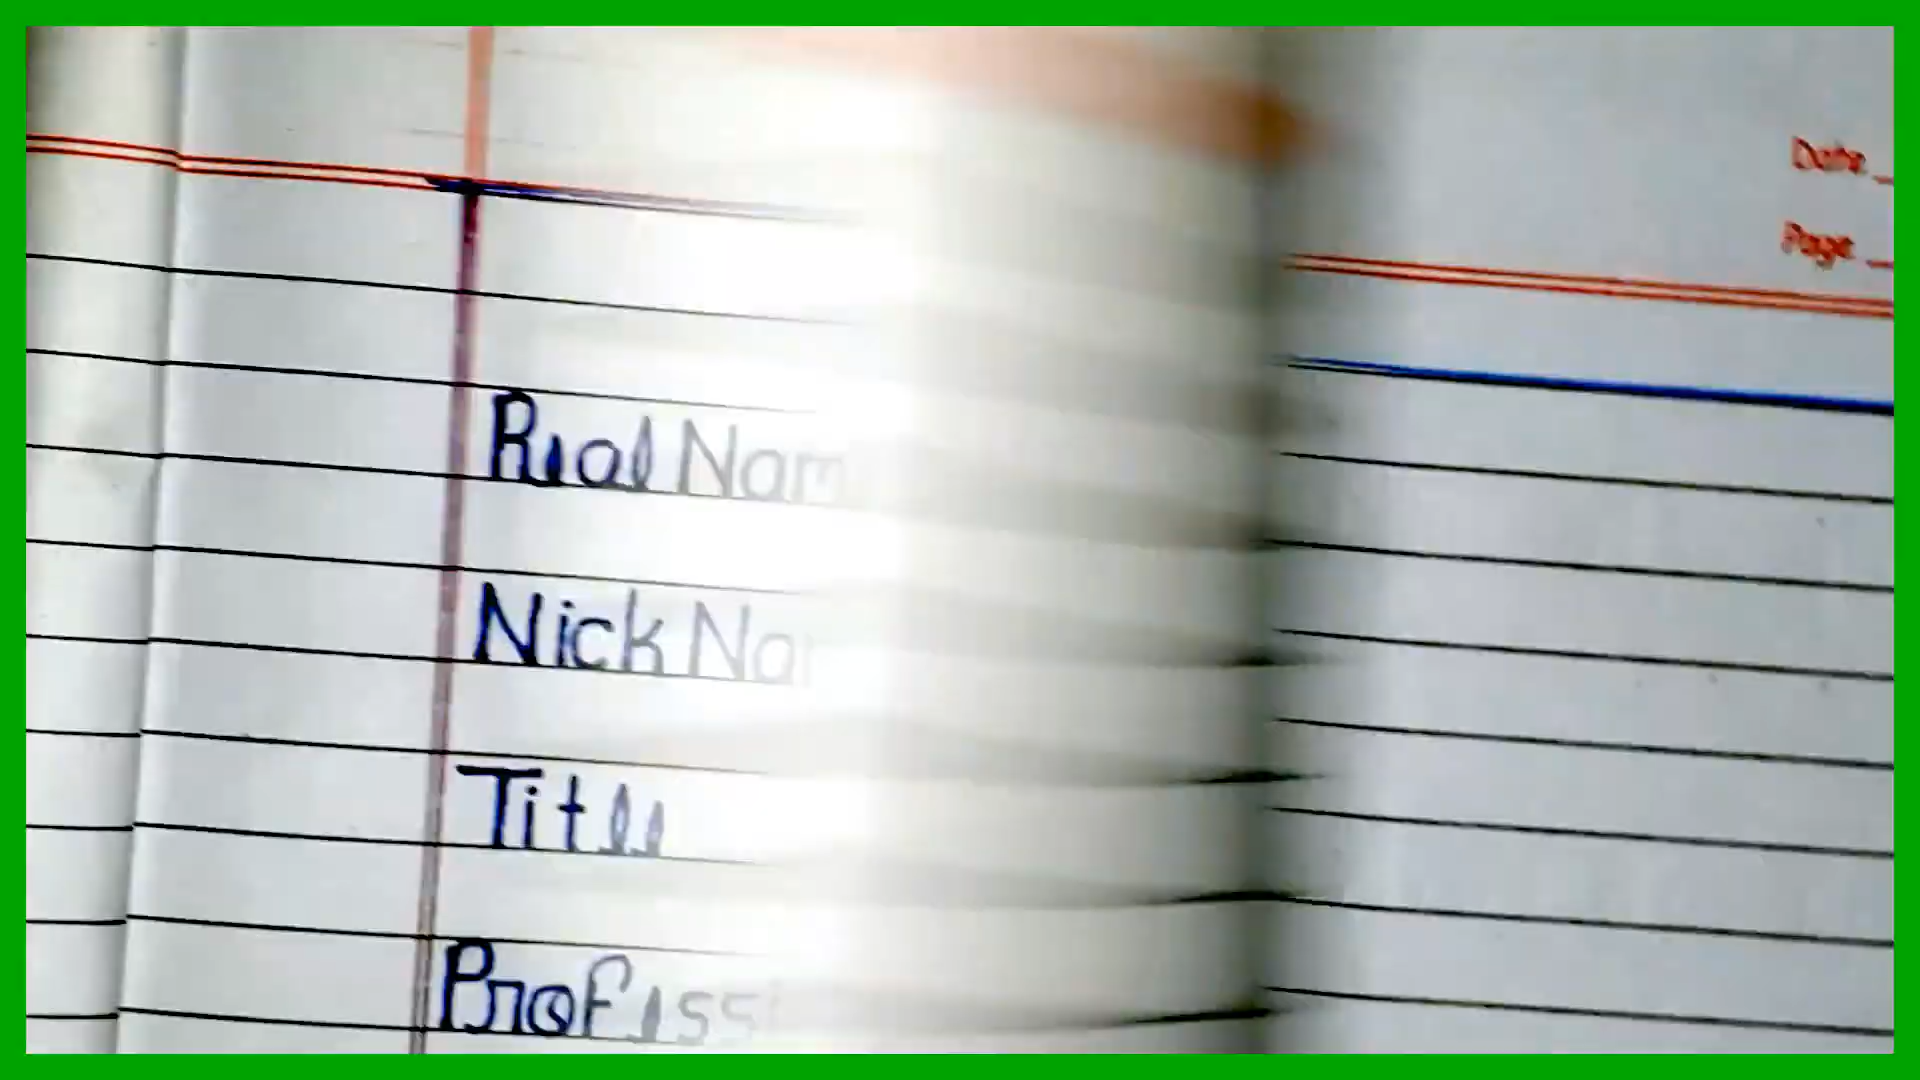 Real Nam
Nick Na
Title
Profess
Date
Page